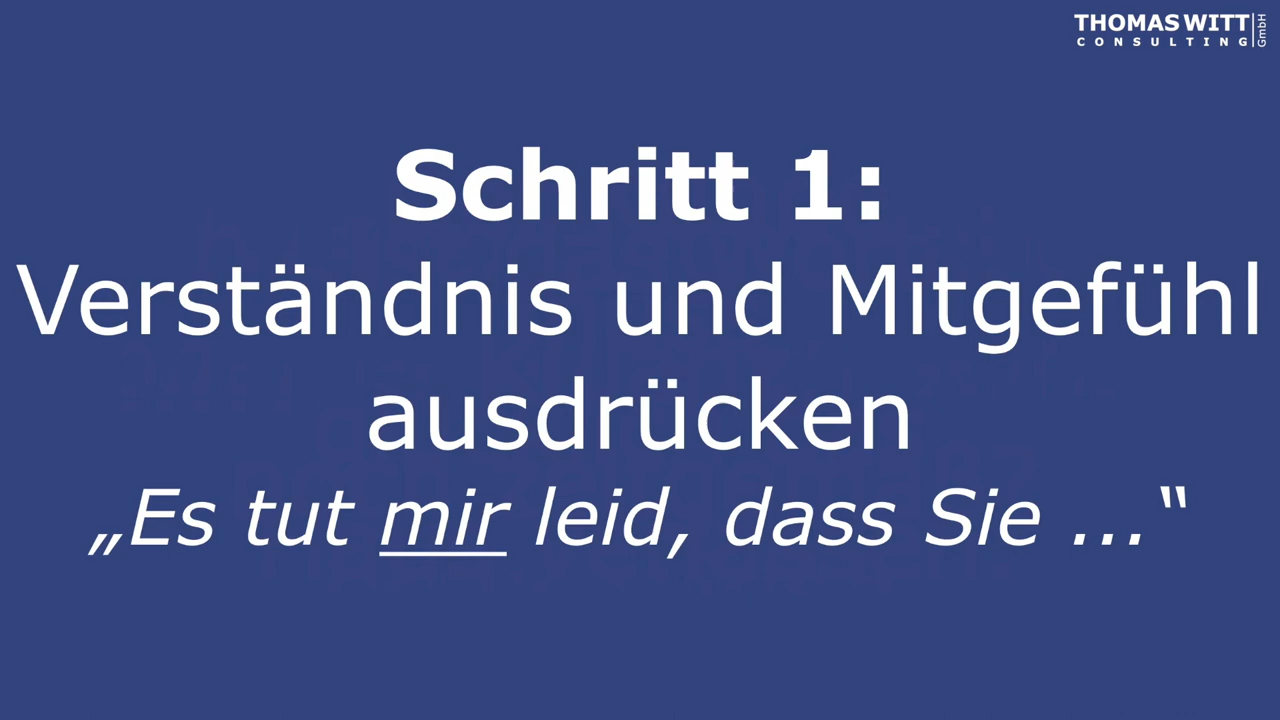 THOMAS WITT
CONSULTING
GmbH
Schritt 1:
Verständnis und Mitgefühl
ausdrücken
„Es tut mir leid, dass Sie ...“